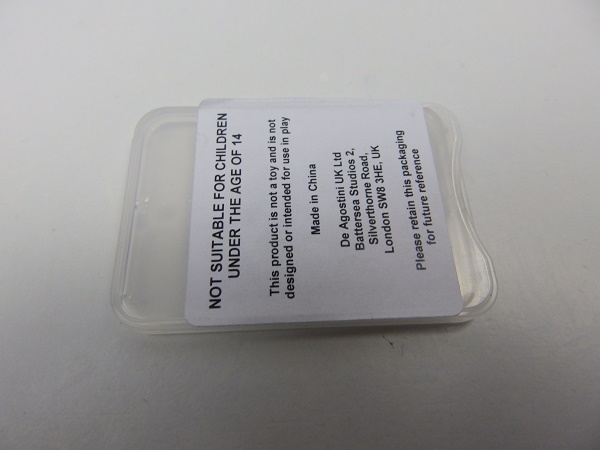 NOT SUITABLE FOR CHILDREN
UNDER THE AGE OF 14
This product is not a toy and is not
designed or intended for use in play
Made in China
De Agostini UK Ltd
Battersea Studios 2,
Silverthorne Road,
London SW8 3HE, UK
Please retain this packaging
for future reference